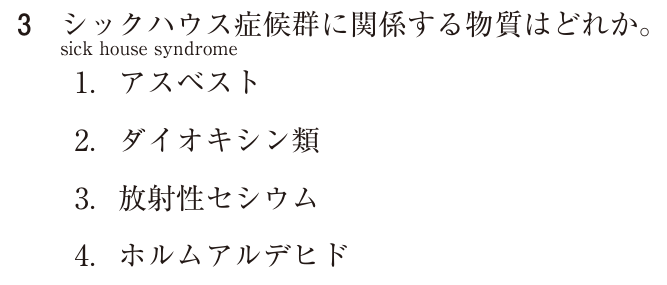 3 シックハウス症候群に関係する物質はどれか。
sick house syndrome
1. アスベスト
2. ダイオキシン類
3. 放射性セシウム
4. ホルムアルデヒド